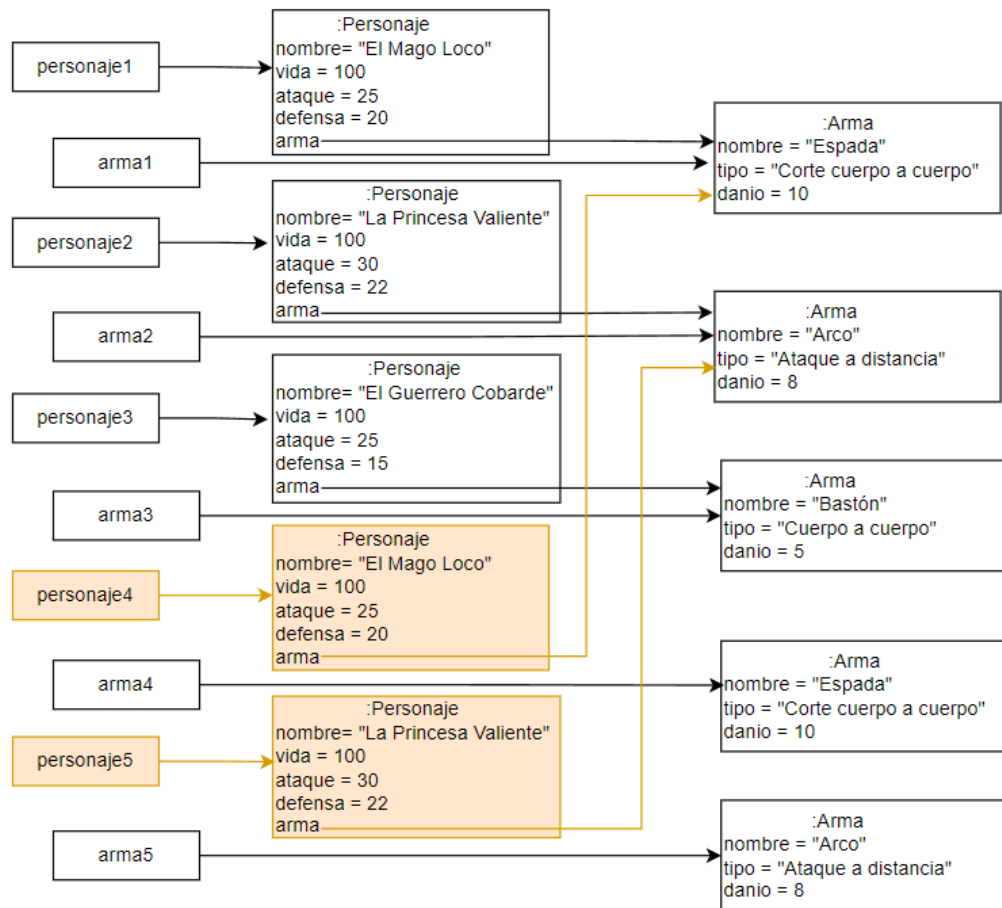 personaje1
:Personaje
nombre= "El Mago Loco"
vida = 100
ataque = 25
defensa = 20
arma
arma1
:Arma
nombre = "Espada"
tipo = "Corte cuerpo a cuerpo"
danio = 10
personaje2
:Personaje
nombre= "La Princesa Valiente"
vida = 100
ataque = 30
defensa = 22
arma
arma2
:Arma
nombre = "Arco"
tipo = "Ataque a distancia"
danio = 8
personaje3
:Personaje
nombre= "El Guerrero Cobarde"
vida = 100
ataque = 25
defensa = 15
arma
arma3
:Arma
nombre = "Bastón"
tipo = "Cuerpo a cuerpo"
danio = 5
personaje4
:Personaje
nombre= "El Mago Loco"
vida = 100
ataque = 25
defensa = 20
arma
arma4
:Arma
nombre = "Espada"
tipo = "Corte cuerpo a cuerpo"
danio = 10
personaje5
:Personaje
nombre= "La Princesa Valiente"
vida = 100
ataque = 30
defensa = 22
arma
arma5
:Arma
nombre = "Arco"
tipo = "Ataque a distancia"
danio = 8